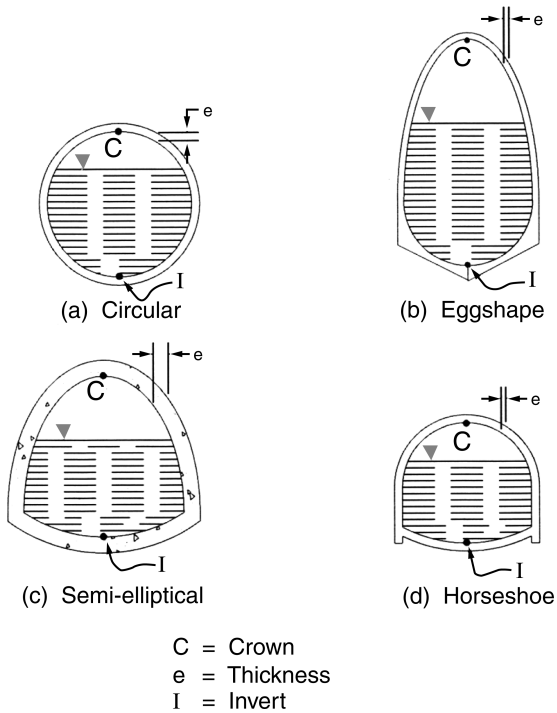 e
C
I
(a) Circular
e
C
I
(b) Eggshape
e
C
I
(c) Semi-elliptical
e
C
I
(d) Horseshoe
C = Crown
e = Thickness
I = Invert